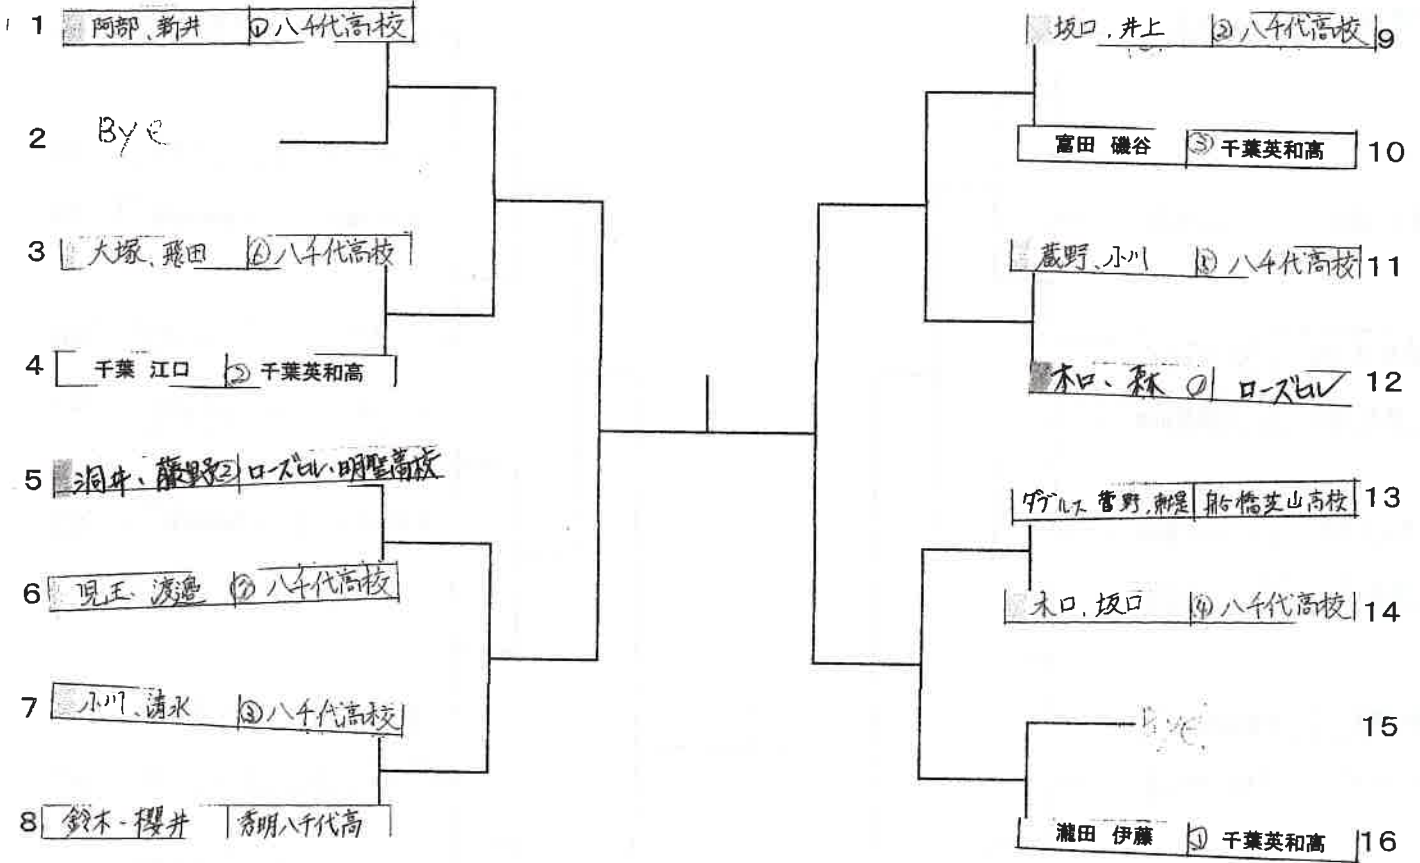 1 阿部、新井 ① 八千代高校
2 Bye
3 大塚、飛田 ⑥ 八千代高校
4 千葉 江口 ② 千葉英和高
5 洞井、藤野 ② ローズヒル・明聖高校
6 児玉、渡邉 ⑦ 八千代高校
7 小川、清水 ③ 八千代高校
8 鈴木-櫻井 秀明八千代高
坂口、井上 ② 八千代高校 9
富田 磯谷 ③ 千葉英和高 10
蔵野、小川 ⑤ 八千代高校 11
木口、森 ① ローズヒル 12
ダブルス 菅野, 船橋芝山高校 13
木口、坂口 ④ 八千代高校 14
Bye 15
瀧田 伊藤 ① 千葉英和高 16